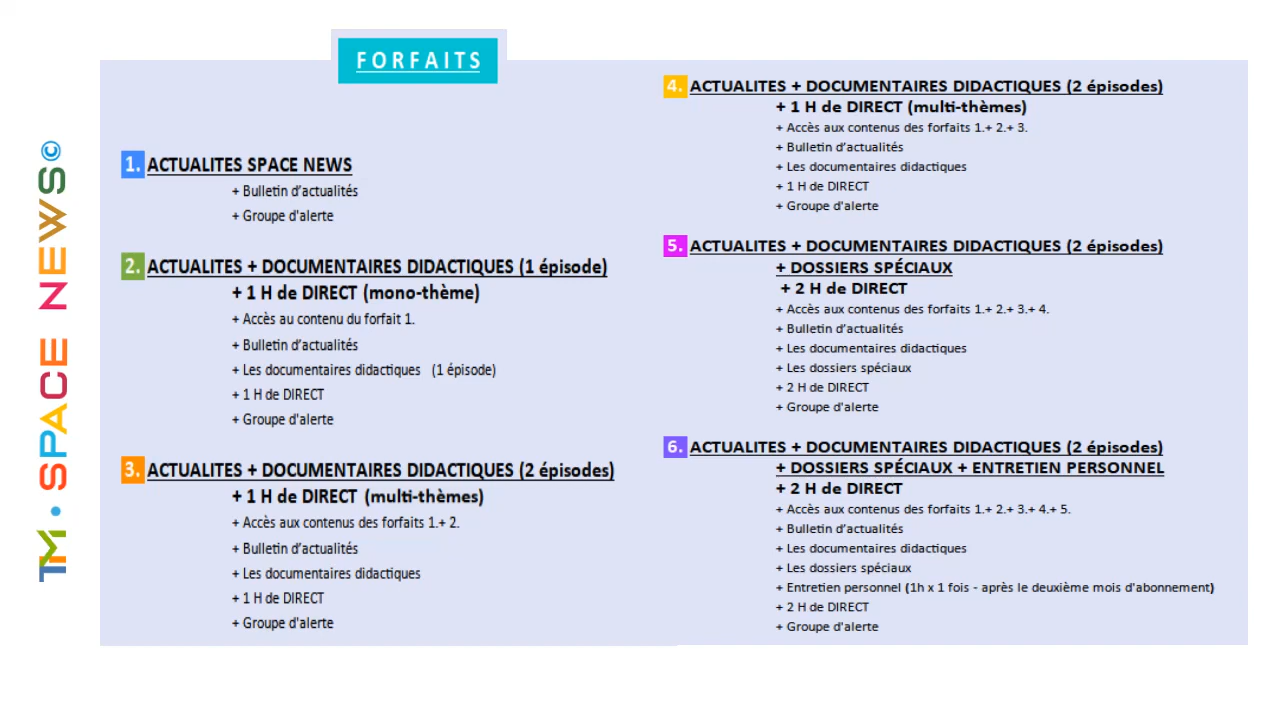 TM • SPACE NEWS©
FORFAITS
1. ACTUALITES SPACE NEWS
+ Bulletin d’actualités
+ Groupe d'alerte
2. ACTUALITES + DOCUMENTAIRES DIDACTIQUES (1 épisode)
+ 1 H de DIRECT (mono-thème)
+ Accès au contenu du forfait 1.
+ Bulletin d’actualités
+ Les documentaires didactiques (1 épisode)
+ 1 H de DIRECT
+ Groupe d'alerte
3. ACTUALITES + DOCUMENTAIRES DIDACTIQUES (2 épisodes)
+ 1 H de DIRECT (multi-thèmes)
+ Accès aux contenus des forfaits 1.+ 2.
+ Bulletin d’actualités
+ Les documentaires didactiques
+ 1 H de DIRECT
+ Groupe d'alerte
4. ACTUALITES + DOCUMENTAIRES DIDACTIQUES (2 épisodes)
+ 1 H de DIRECT (multi-thèmes)
+ Accès aux contenus des forfaits 1.+ 2.+ 3.
+ Bulletin d’actualités
+ Les documentaires didactiques
+ 1 H de DIRECT
+ Groupe d'alerte
5. ACTUALITES + DOCUMENTAIRES DIDACTIQUES (2 épisodes)
+ DOSSIERS SPÉCIAUX
+ 2 H de DIRECT
+ Accès aux contenus des forfaits 1.+ 2.+ 3.+ 4.
+ Bulletin d’actualités
+ Les documentaires didactiques
+ Les dossiers spéciaux
+ 2 H de DIRECT
+ Groupe d'alerte
6. ACTUALITES + DOCUMENTAIRES DIDACTIQUES (2 épisodes)
+ DOSSIERS SPÉCIAUX + ENTRETIEN PERSONNEL
+ 2 H de DIRECT
+ Accès aux contenus des forfaits 1.+ 2.+ 3.+ 4.+ 5.
+ Bulletin d’actualités
+ Les documentaires didactiques
+ Les dossiers spéciaux
+ Entretien personnel (1h x 1 fois - après le deuxième mois d'abonnement)
+ 2 H de DIRECT
+ Groupe d'alerte